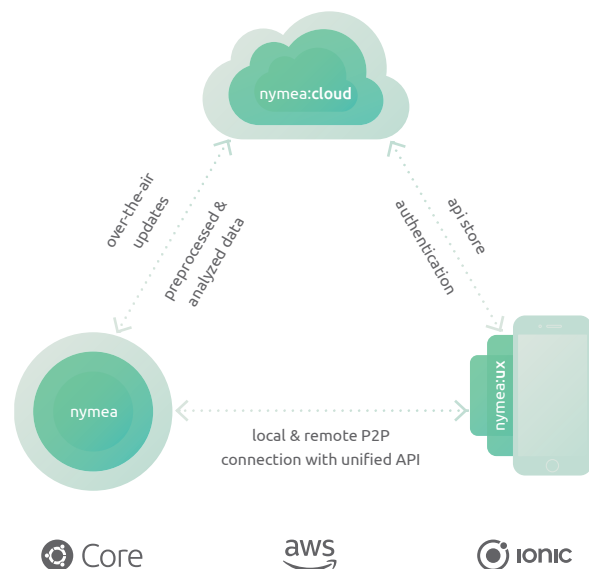 nymea:cloud
over-the-air
updates
preprocessed &
analyzed data
api store
authentication
nymea
nymea:ux
local & remote P2P
connection with unified API
Core
aws
IONIC